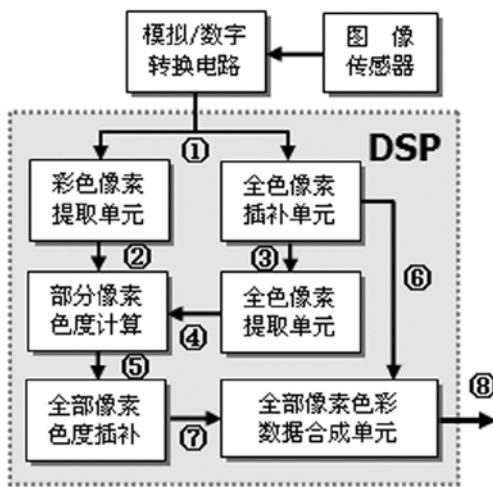 模拟/数字
转换电路
图 像
传感器
DSP
①
彩色像素
提取单元
全色像素
插补单元
②
③
⑥
部分像素
色度计算
④
全色像素
提取单元
⑤
⑧
全部像素
色度插补
⑦
全部像素色彩
数据合成单元